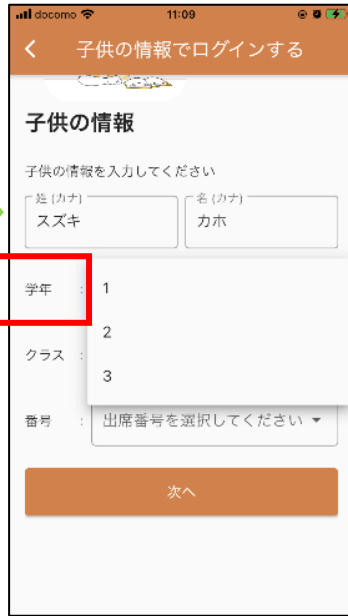 docomo 11:09
子供の情報でログインする
子供の情報
子供の情報を入力してください
姓 (カナ) 名 (カナ)
スズキ カホ
学年 : 1
2
クラス :
3
番号 : 出席番号を選択してください
次へ